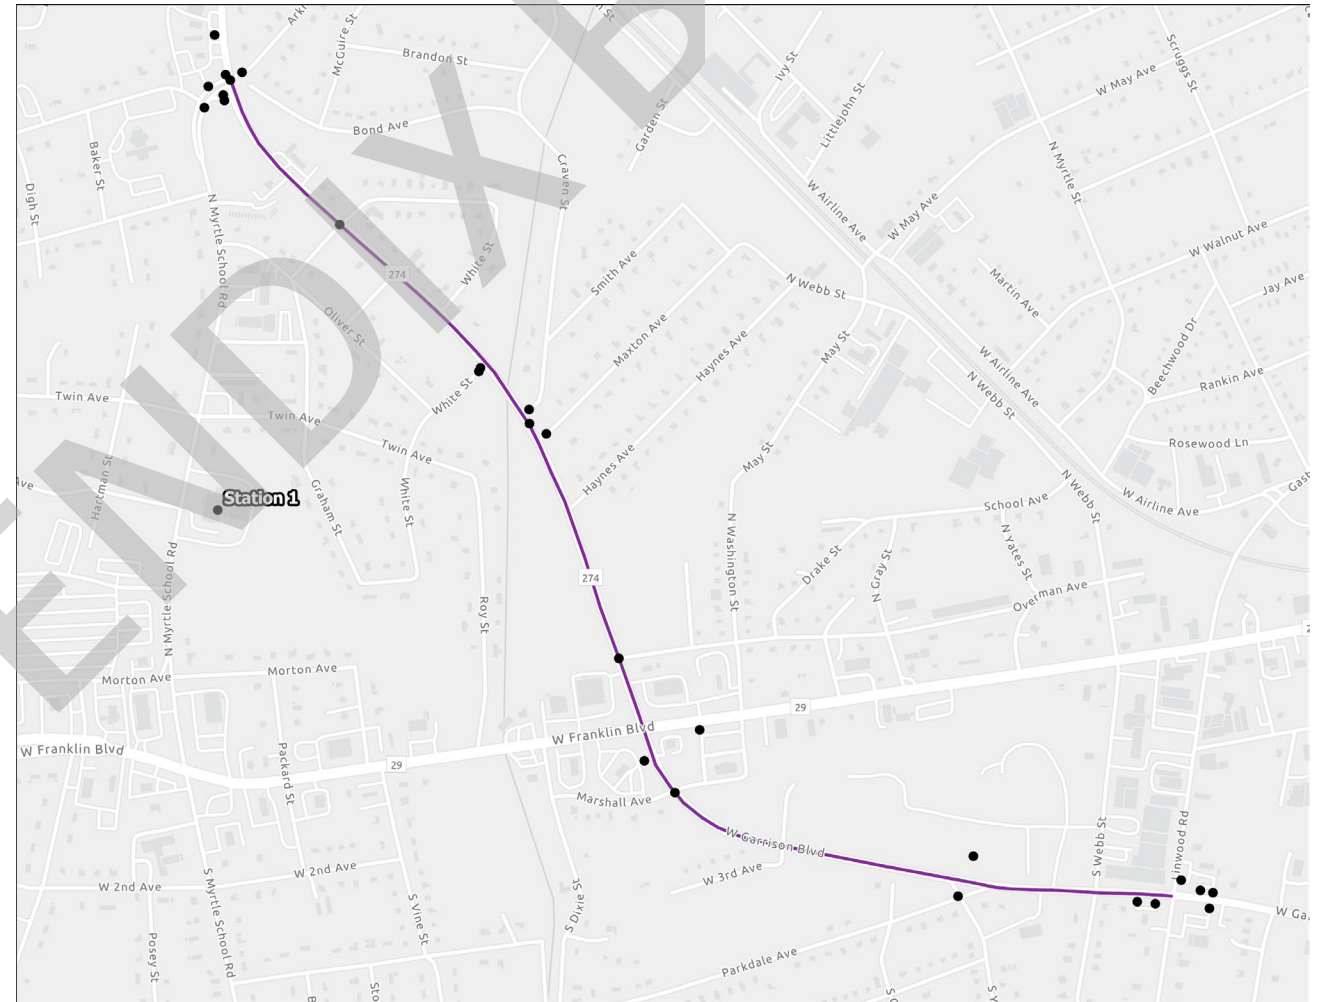 McGuire St
Brandon St
Bond Ave
Baker St
Digh St
N Myrtle School Rd
Craven St
Garden St
Ivy St
Littlejohn St
W May Ave
Scruggs St
N Myrtle St
W Airline Ave
W May Ave
W Walnut Ave
Jay Ave
Martin Ave
Smith Ave
N Webb St
White St
274
Oliver St
Maxton Ave
Haynes Ave
May St
W Airline Ave
N Webb St
Beechwood Dr
Rankin Ave
Rosewood Ln
Twin Ave
Twin Ave
White St
Twin Ave
Haynes Ave
May St
Hartman St
Station 1
Graham St
White St
School Ave
N Webb St
W Airline Ave
N Myrtle School Rd
Roy St
274
N Washington St
Drake St
N Gray St
N Yates St
Overman Ave
Morton Ave
Morton Ave
W Franklin Blvd
29
W Franklin Blvd
29
Packard St
Marshall Ave
W Garrison Blvd
W 3rd Ave
S Webb St
Linwood Rd
W 2nd Ave
W 2nd Ave
S Myrtle School Rd
S Vine St
S Dixie St
Posey St
Parkdale Ave
ENDIX B